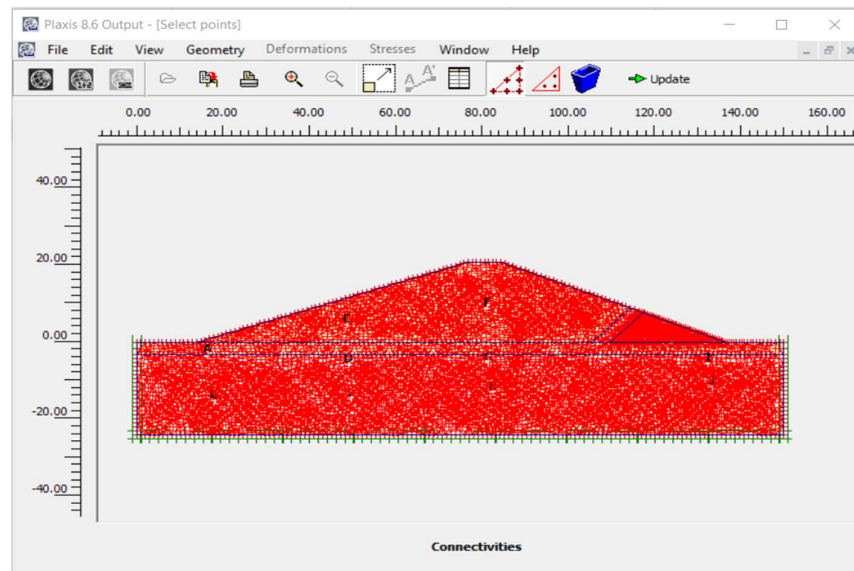 Plaxis 8.6 Output - [Select points]
File Edit View Geometry Deformations Stresses Window Help
Update
0.00 20.00 40.00 60.00 80.00 100.00 120.00 140.00 160.00
40.00
20.00
0.00
-20.00
-40.00
Connectivities